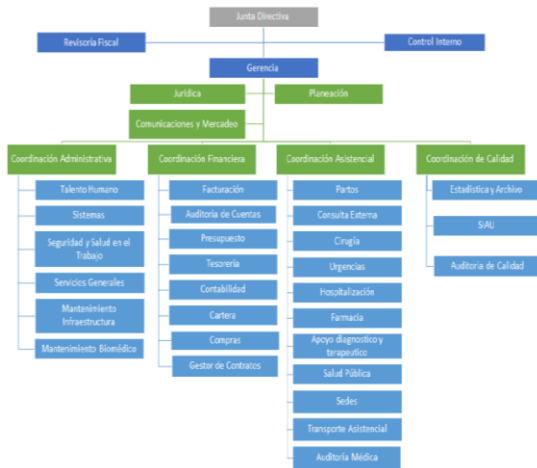 Junta Directiva
Revisoría Fiscal
Control Interno
Gerencia
Jurídica
Planeación
Comunicaciones y Mercadeo
Coordinación Administrativa
Coordinación Financiera
Coordinación Asistencial
Coordinación de Calidad
Talento Humano
Sistemas
Seguridad y Salud en el
Trabajo
Servicios Generales
Mantenimiento
Infraestructura
Mantenimiento Biomédico
Facturación
Auditoría de Cuentas
Presupuesto
Tesorería
Contabilidad
Cartera
Compras
Gestor de Contratos
Partos
Consulta Externa
Cirugía
Urgencias
Hospitalización
Farmacia
Apoyo diagnostico y
terapeutico
Salud Pública
Sedes
Transporte Asistencial
Auditoría Médica
Estadística y Archivo
SIAU
Auditoria de Calidad